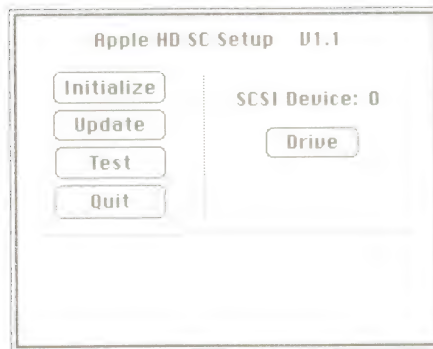 Apple HD SC Setup V1.1
Initialize
Update
Test
Quit
SCSI Device: 0
Drive